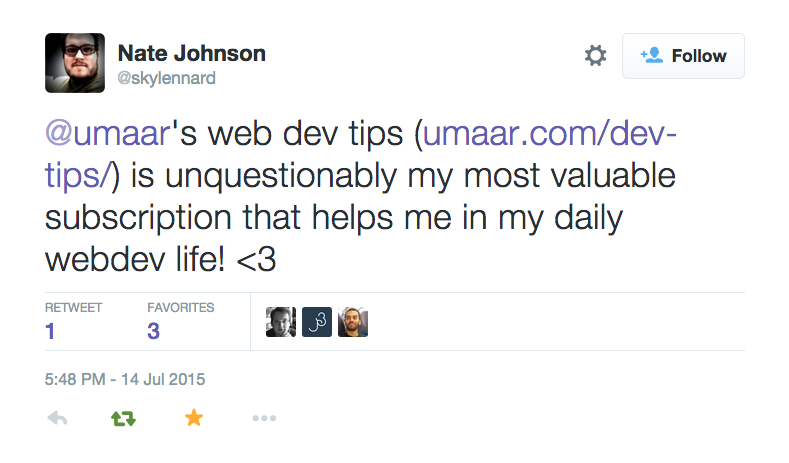 Nate Johnson
@skylennard
Follow
@umaar's web dev tips (umaar.com/dev-
tips/) is unquestionably my most valuable
subscription that helps me in my daily
webdev life! <3
RETWEET
FAVORITES
1
3
5:48 PM - 14 Jul 2015